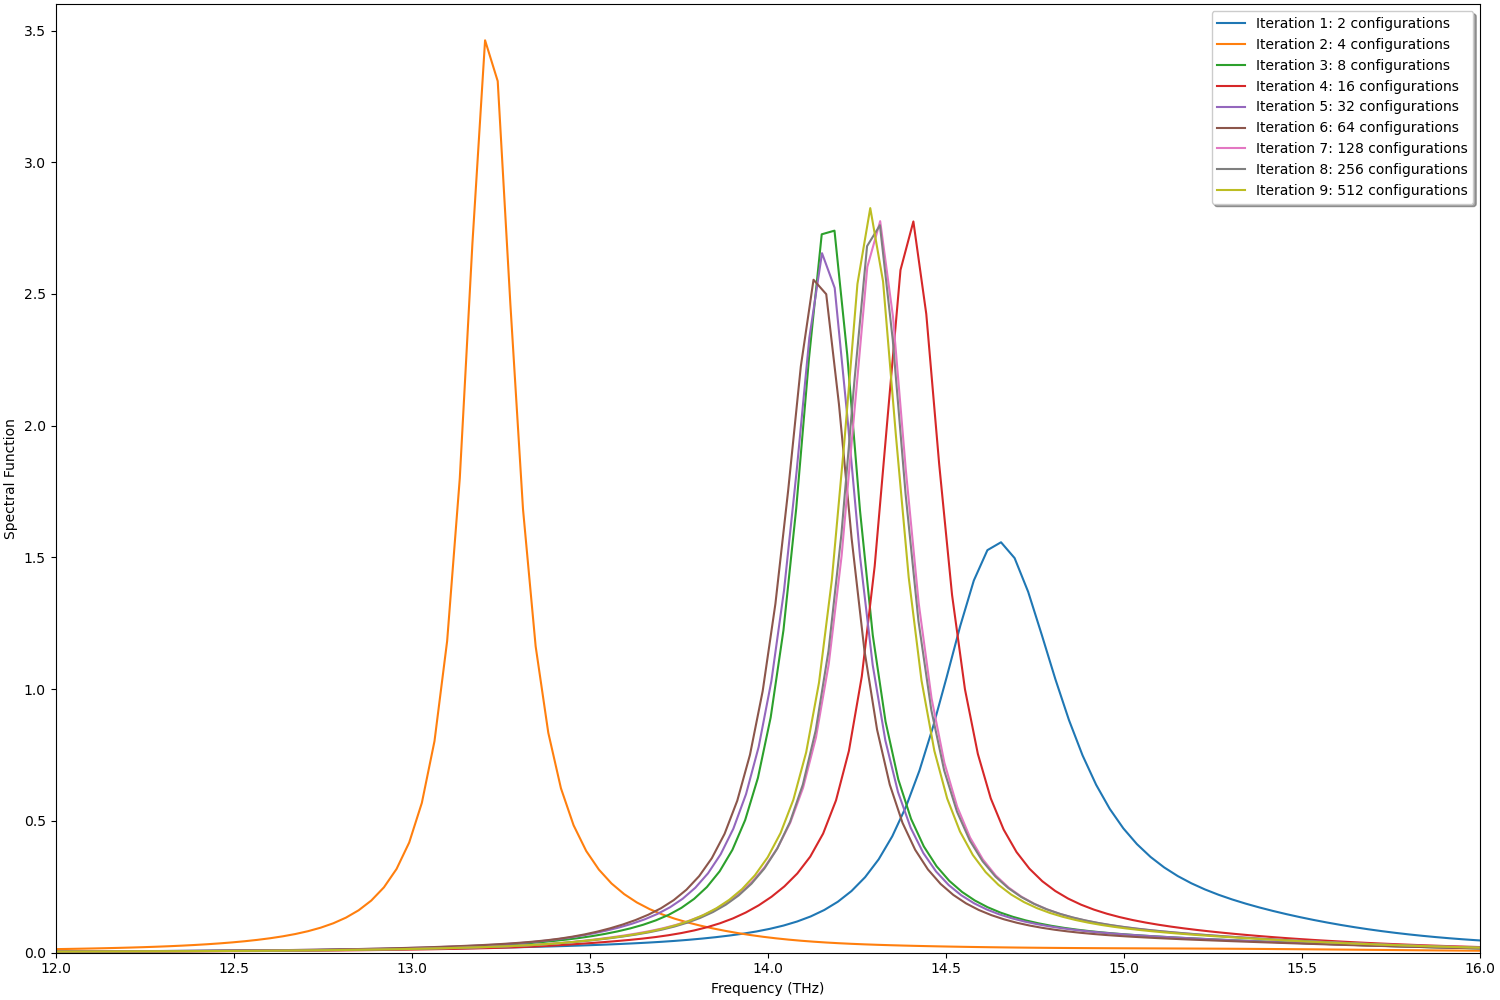 3.5
3.0
2.5
2.0
1.5
1.0
0.5
0.0
Spectral Function
12.0
12.5
13.0
13.5
14.0
14.5
15.0
15.5
16.0
Frequency (THz)
Iteration 1: 2 configurations
Iteration 2: 4 configurations
Iteration 3: 8 configurations
Iteration 4: 16 configurations
Iteration 5: 32 configurations
Iteration 6: 64 configurations
Iteration 7: 128 configurations
Iteration 8: 256 configurations
Iteration 9: 512 configurations